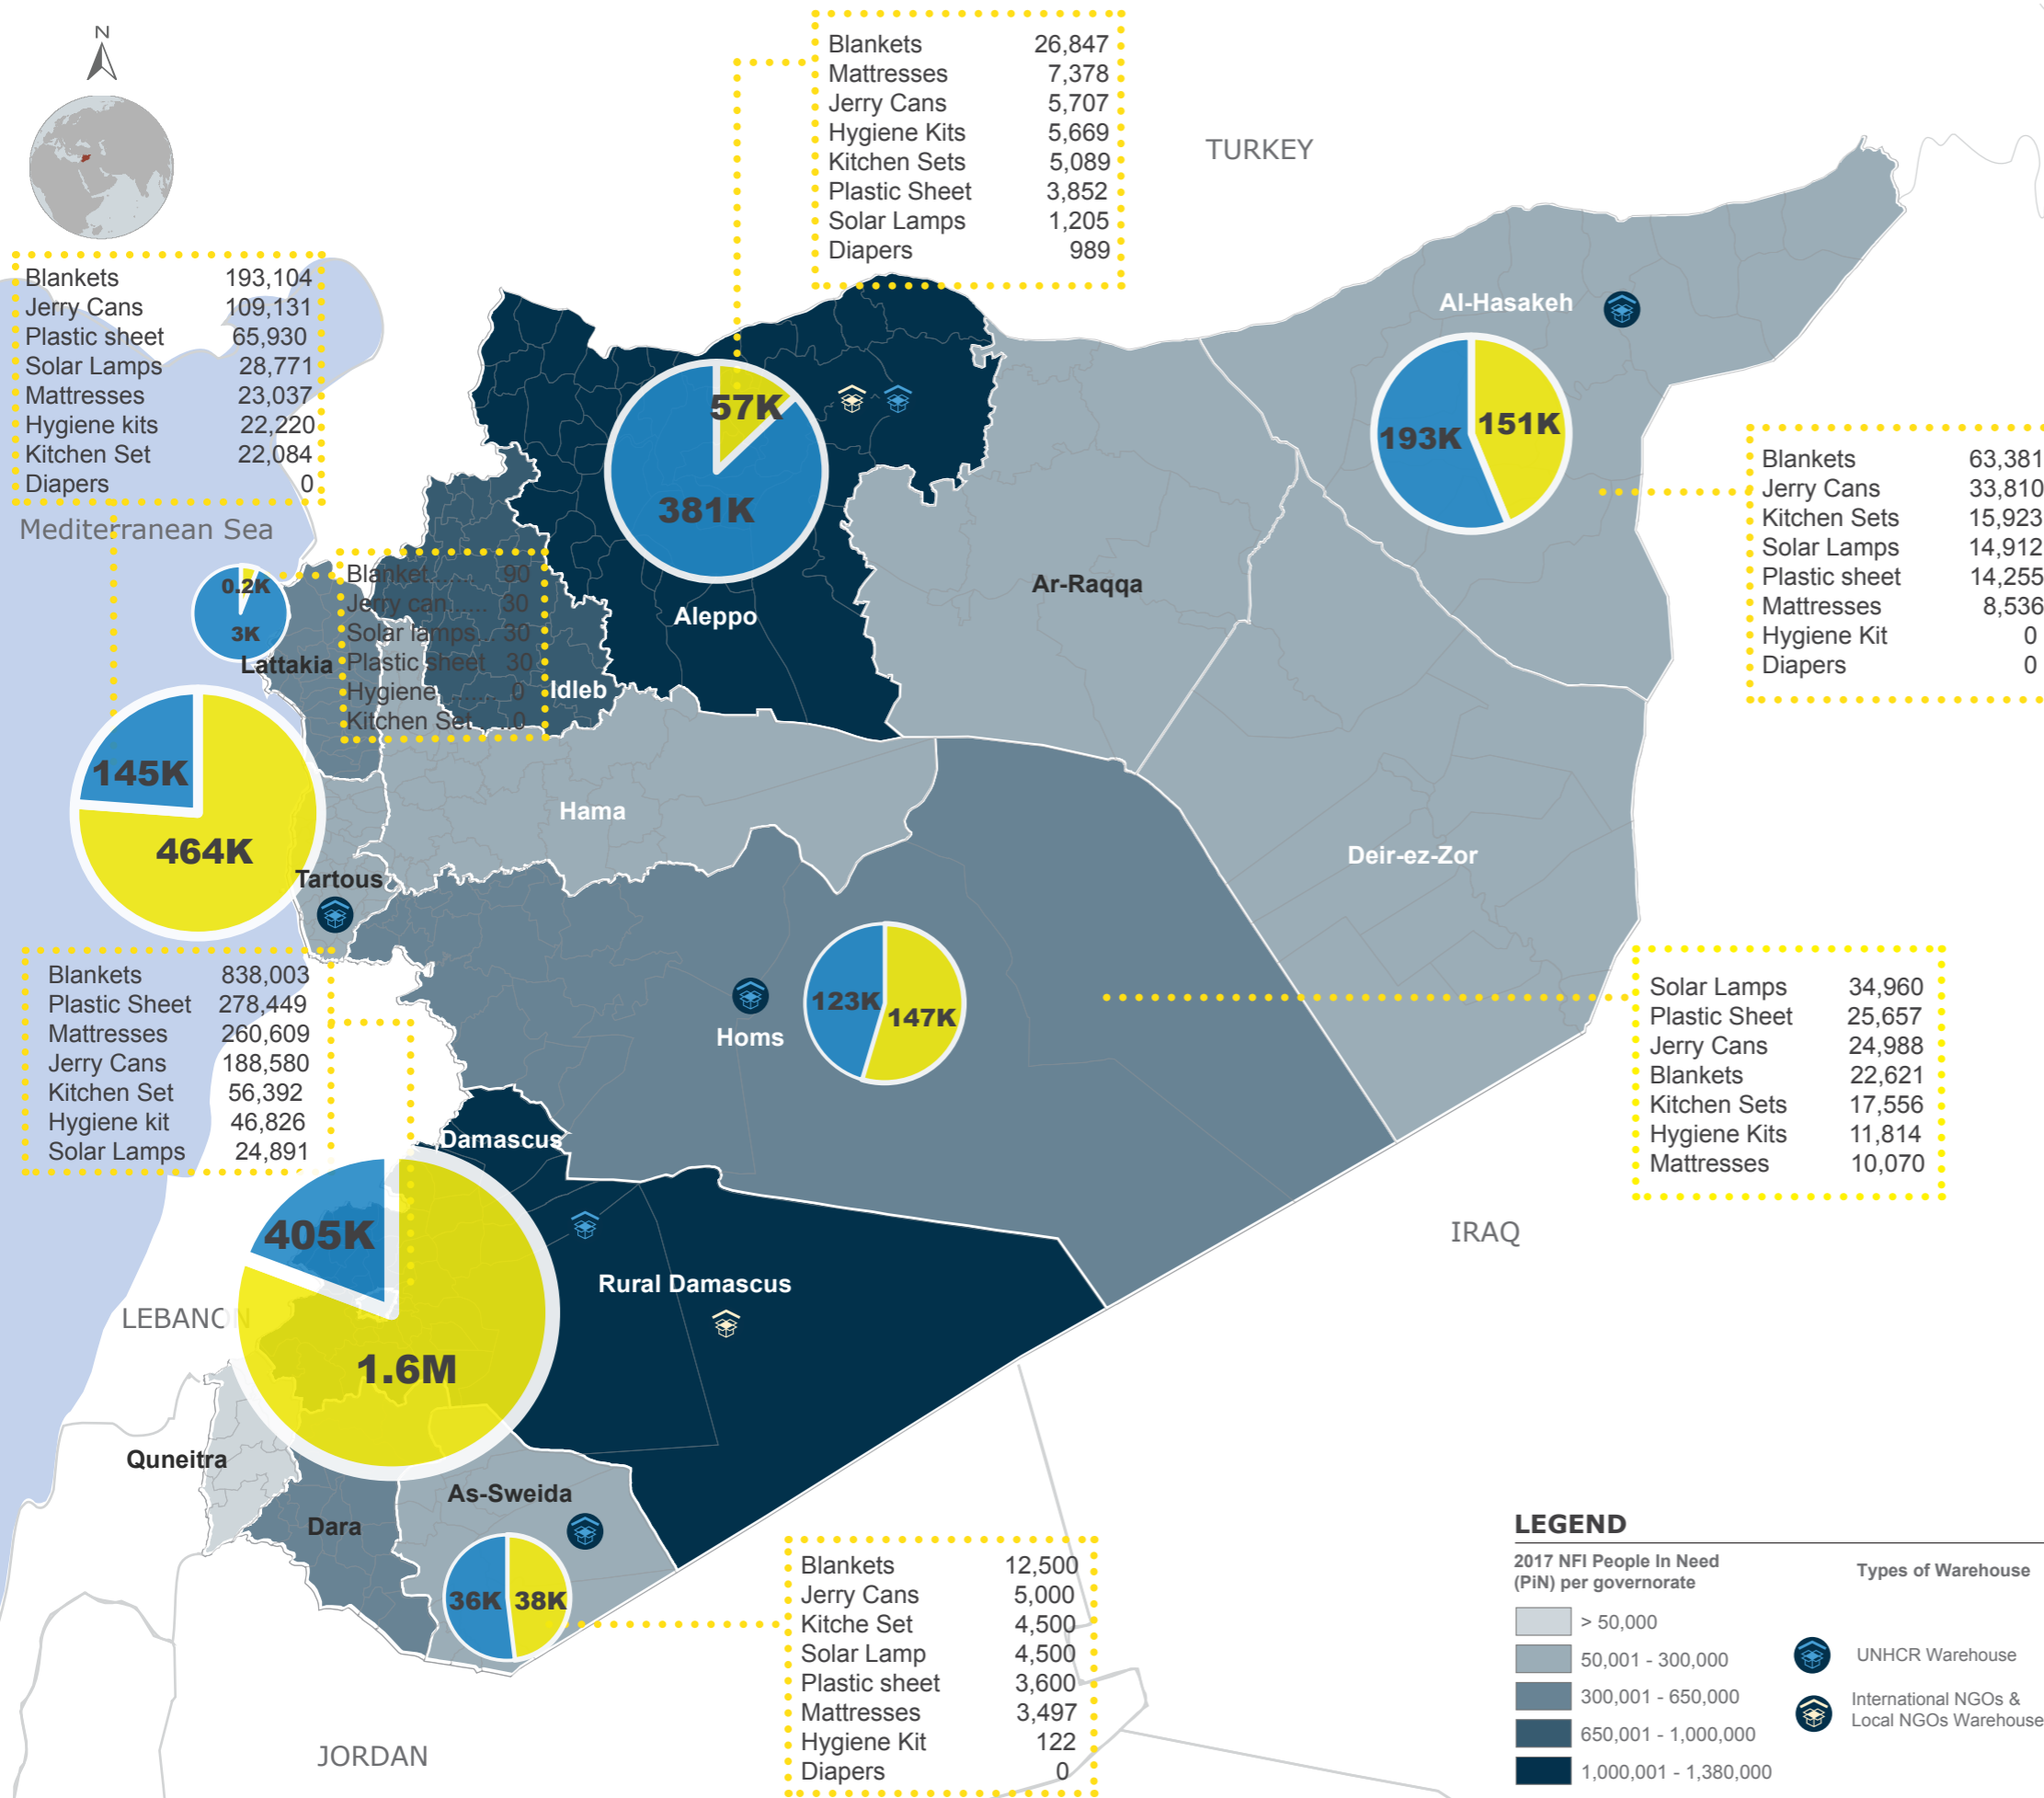 N
Blankets 26,847
Mattresses 7,378
Jerry Cans 5,707
Hygiene Kits 5,669
Kitchen Sets 5,089
Plastic Sheet 3,852
Solar Lamps 1,205
Diapers 989
TURKEY
Blankets 193,104
Jerry Cans 109,131
Plastic sheet 65,930
Solar Lamps 28,771
Mattresses 23,037
Hygiene kits 22,220
Kitchen Set 22,084
Diapers 0
Mediterranean Sea
Al-Hasakeh
193K
151K
Blankets 63,381
Jerry Cans 33,810
Kitchen Sets 15,923
Solar Lamps 14,912
Plastic sheet 14,255
Mattresses 8,536
Hygiene Kit 0
Diapers 0
57K
381K
Aleppo
Ar-Raqqa
0.2K
3K
Lattakia
Blanket...... 90
Jerry can...... 30
Solar lamps... 30
Plastic sheet 30
Hygiene........ 0
Kitchen Set 0
Idleb
145K
464K
Hama
Deir-ez-Zor
Tartous
Blankets 838,003
Plastic Sheet 278,449
Mattresses 260,609
Jerry Cans 188,580
Kitchen Set 56,392
Hygiene kit 46,826
Solar Lamps 24,891
123K
147K
Homs
Solar Lamps 34,960
Plastic Sheet 25,657
Jerry Cans 24,988
Blankets 22,621
Kitchen Sets 17,556
Hygiene Kits 11,814
Mattresses 10,070
Damascus
405K
1.6M
Rural Damascus
IRAQ
LEBANON
Quneitra
Dara
As-Sweida
36K
38K
Blankets 12,500
Jerry Cans 5,000
Kitche Set 4,500
Solar Lamp 4,500
Plastic sheet 3,600
Mattresses 3,497
Hygiene Kit 122
Diapers 0
JORDAN
LEGEND
2017 NFI People In Need
(PiN) per governorate
> 50,000
50,001 - 300,000
300,001 - 650,000
650,001 - 1,000,000
1,000,001 - 1,380,000
Types of Warehouse
UNHCR Warehouse
International NGOs &
Local NGOs Warehouse